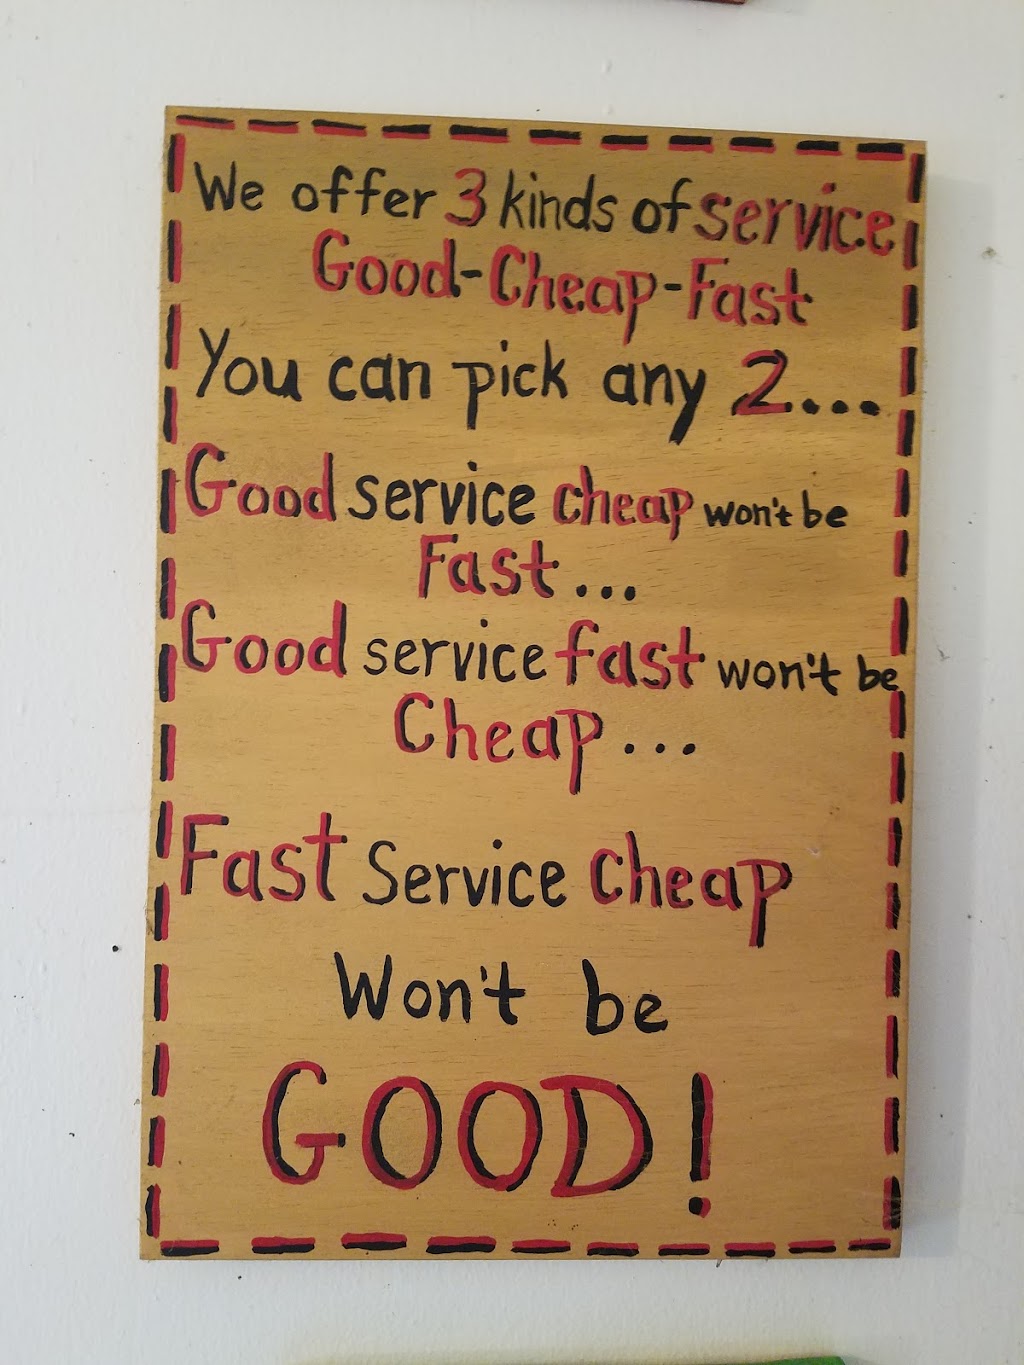 We offer 3 kinds of service
Good-Cheap-Fast
You can pick any 2...
Good service cheap won't be
Fast...
Good service fast won't be
Cheap...
Fast Service cheap
Won't be
GOOD!